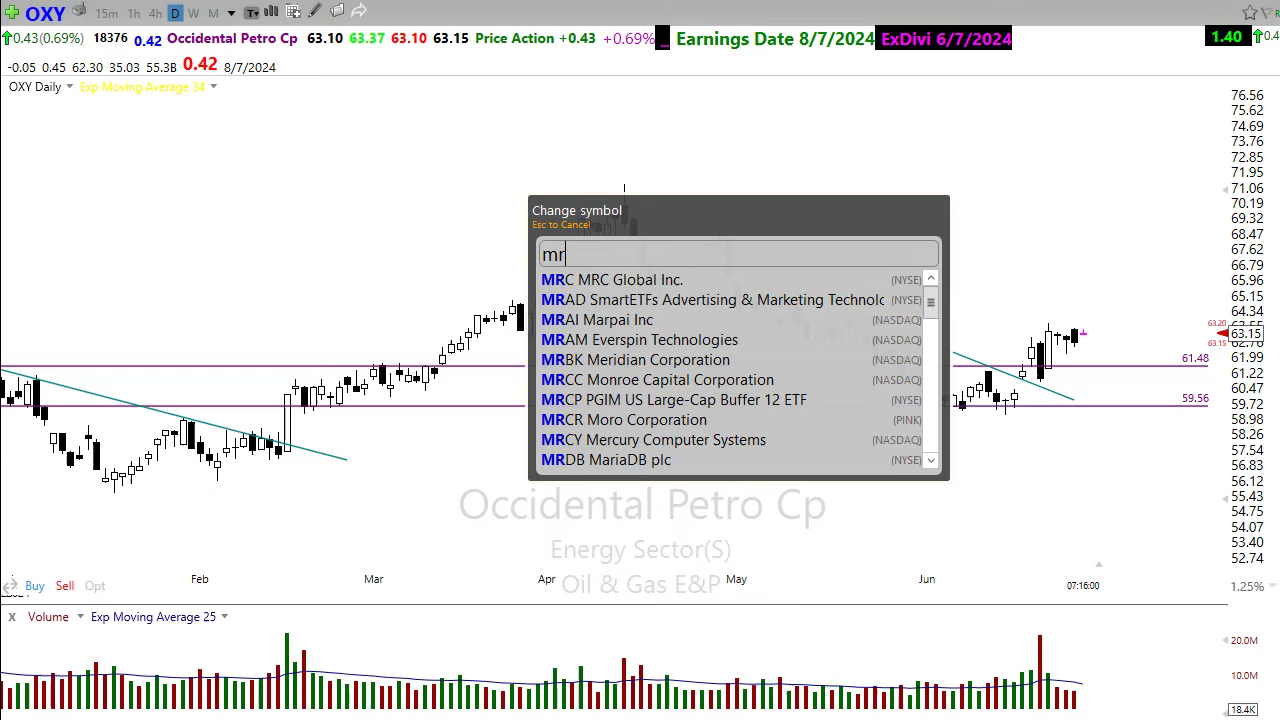 OXY 15m 1h 4h D W M
0.43(0.69%) 18376 0.42 Occidental Petro Cp 63.10 63.37 63.10 63.15 Price Action +0.43 +0.69% ... Earnings Date 8/7/2024 ExDivi 6/7/2024 1.40 0.4
-0.05 0.45 62.30 35.03 55.3B 0.42 8/7/2024
OXY Daily Exp Moving Average 34
Change symbol
Esc to Cancel
mr
MRC MRC Global Inc. (NYSE)
MRAD SmartETFs Advertising & Marketing Technolo (NYSE)
MRAI Marpai Inc (NASDAQ)
MRAM Everspin Technologies (NASDAQ)
MRBK Meridian Corporation (NASDAQ)
MRCC Monroe Capital Corporation (NASDAQ)
MRCP PGIM US Large-Cap Buffer 12 ETF (NYSE)
MRCR Moro Corporation (PINK)
MRCY Mercury Computer Systems (NASDAQ)
MRDB MariaDB plc (NYSE)
76.56
75.62
74.69
73.76
72.85
71.95
71.06
70.19
69.32
68.47
67.62
66.79
65.96
65.15
64.34
63.20
63.15
63.15
61.99
61.22
60.47
59.72
58.98
58.26
57.54
56.83
56.12
55.43
54.75
54.07
53.40
52.74
61.48
59.56
Occidental Petro Cp
Energy Sector(S)
Oil & Gas E&P
Feb Mar Apr May Jun
Buy Sell Opt
07:16:00
1.25%
X Volume Exp Moving Average 25
20.0M
10.0M
18.4K